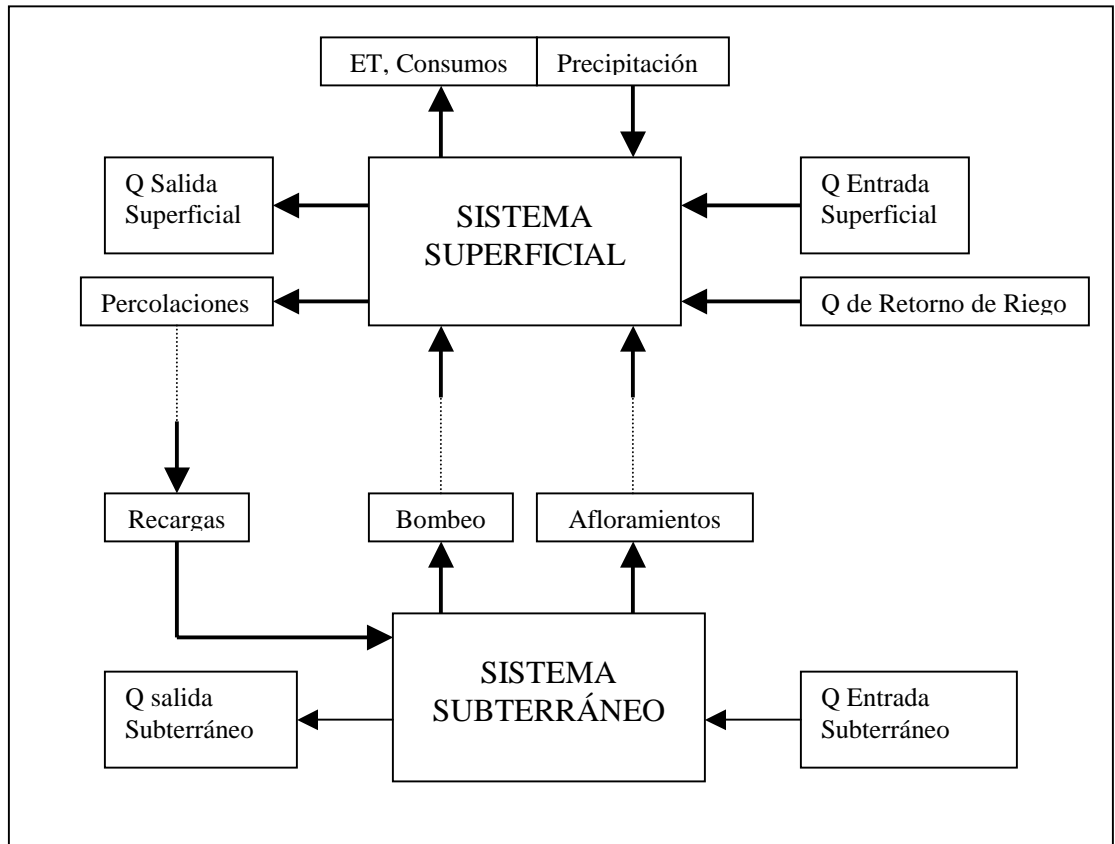 ET, Consumos
Precipitación
Q Salida
Superficial
SISTEMA
SUPERFICIAL
Q Entrada
Superficial
Percolaciones
Q de Retorno de Riego
Recargas
Bombeo
Afloramientos
Q salida
Subterráneo
SISTEMA
SUBTERRÁNEO
Q Entrada
Subterráneo